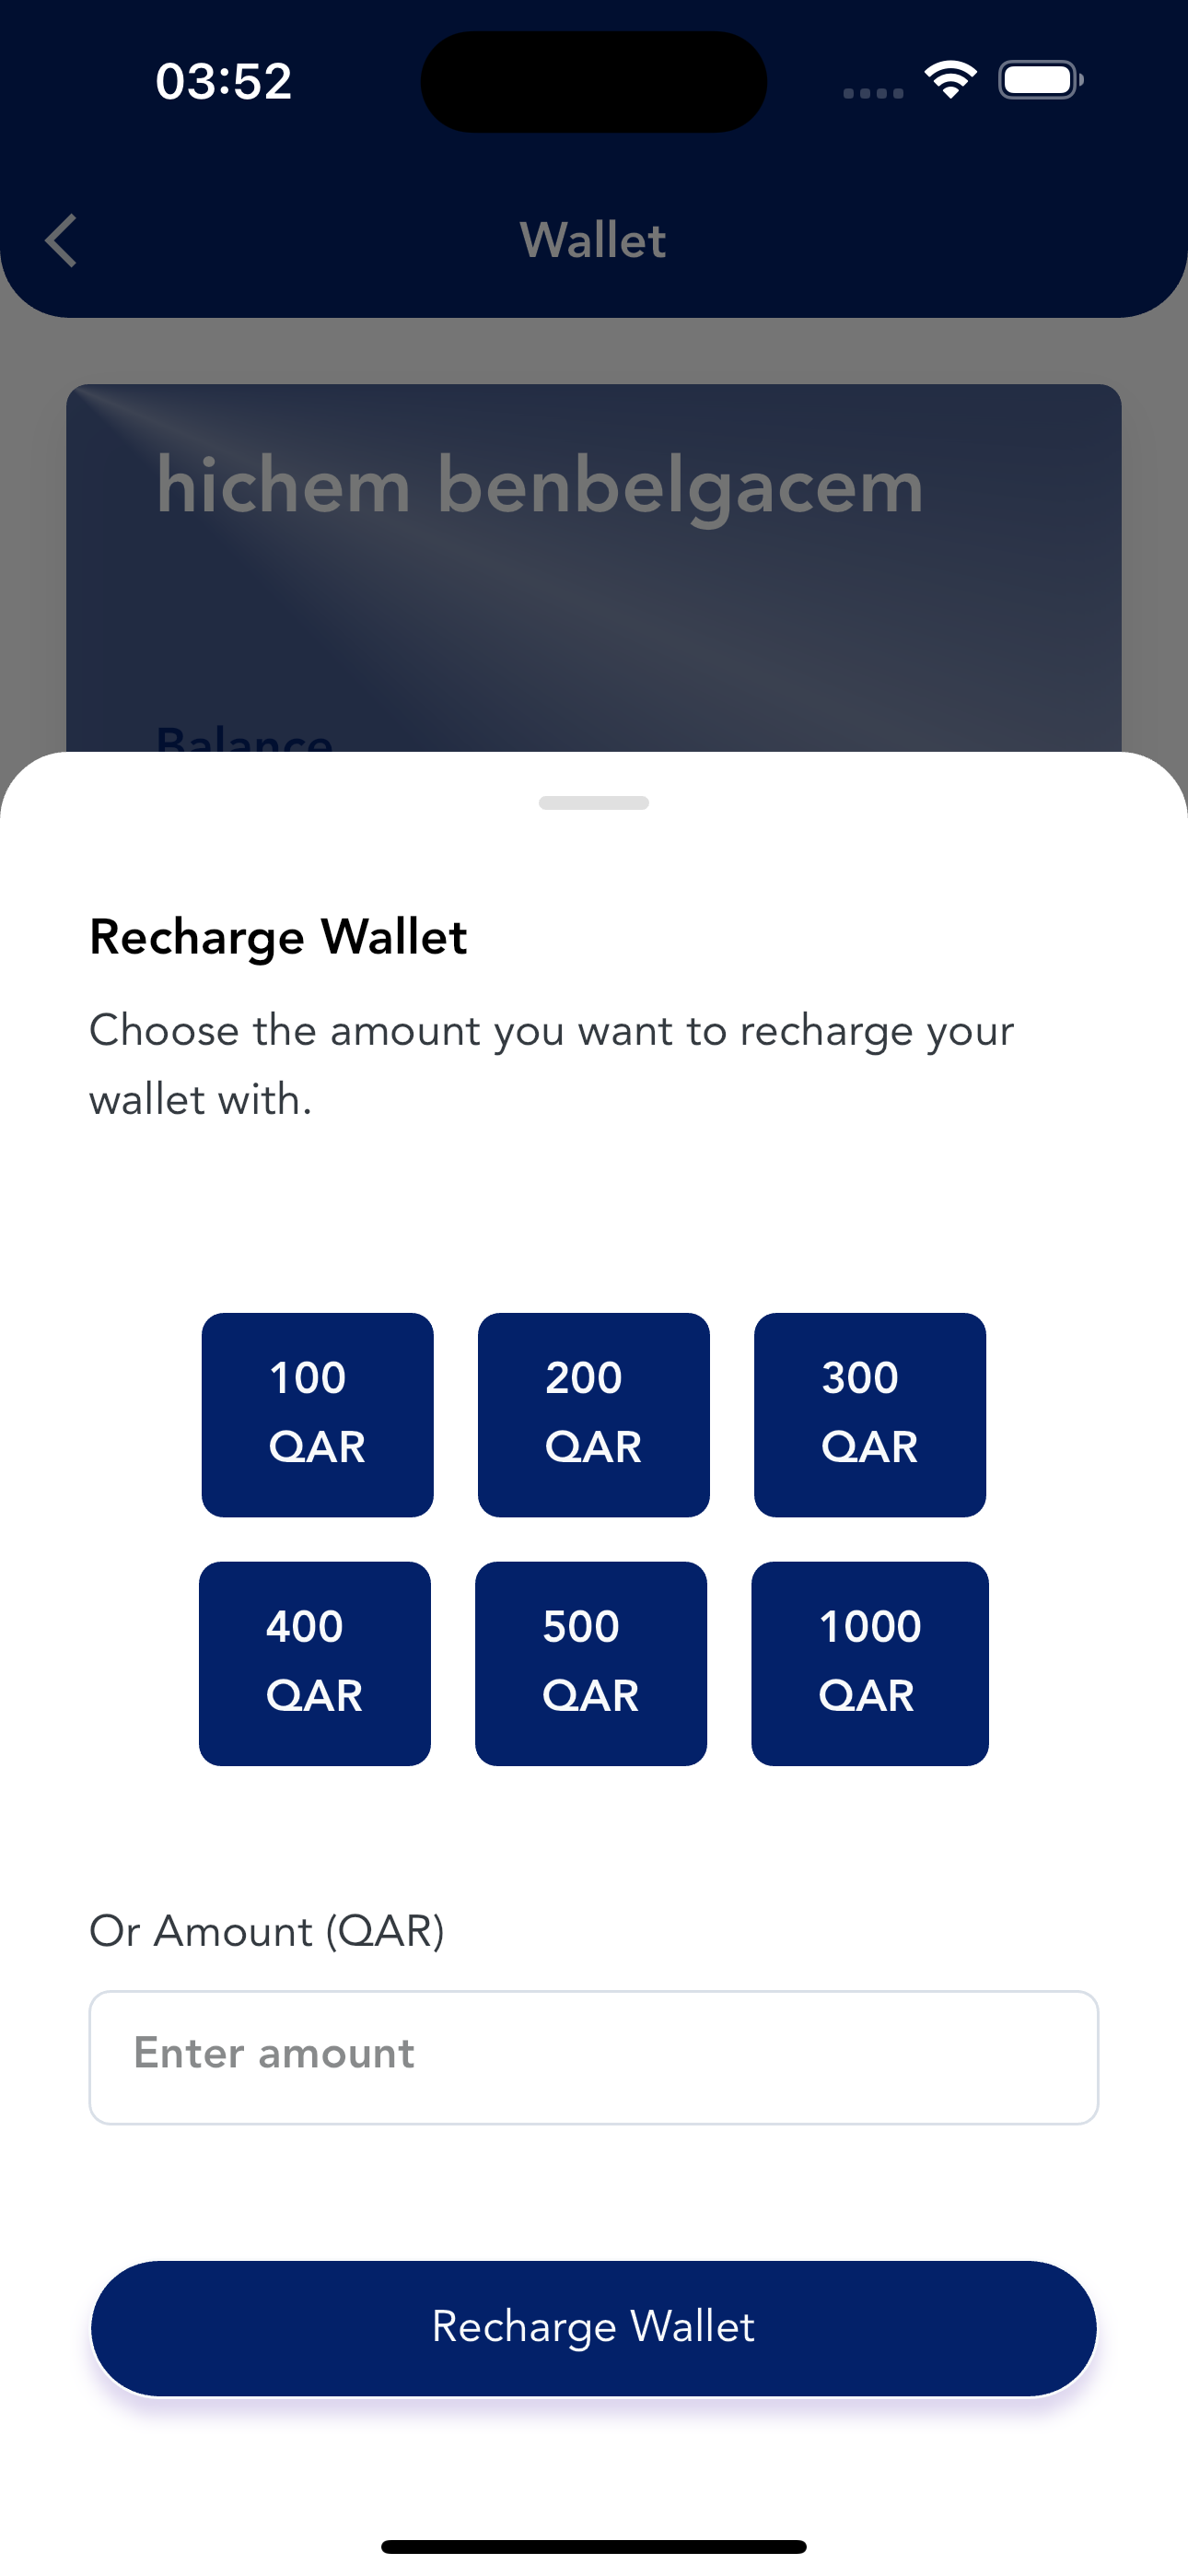 03:52
Wallet
hichem benbelgacem
Balance
Recharge Wallet
Choose the amount you want to recharge your
wallet with.
100
QAR
200
QAR
300
QAR
400
QAR
500
QAR
1000
QAR
Or Amount (QAR)
Enter amount
Recharge Wallet